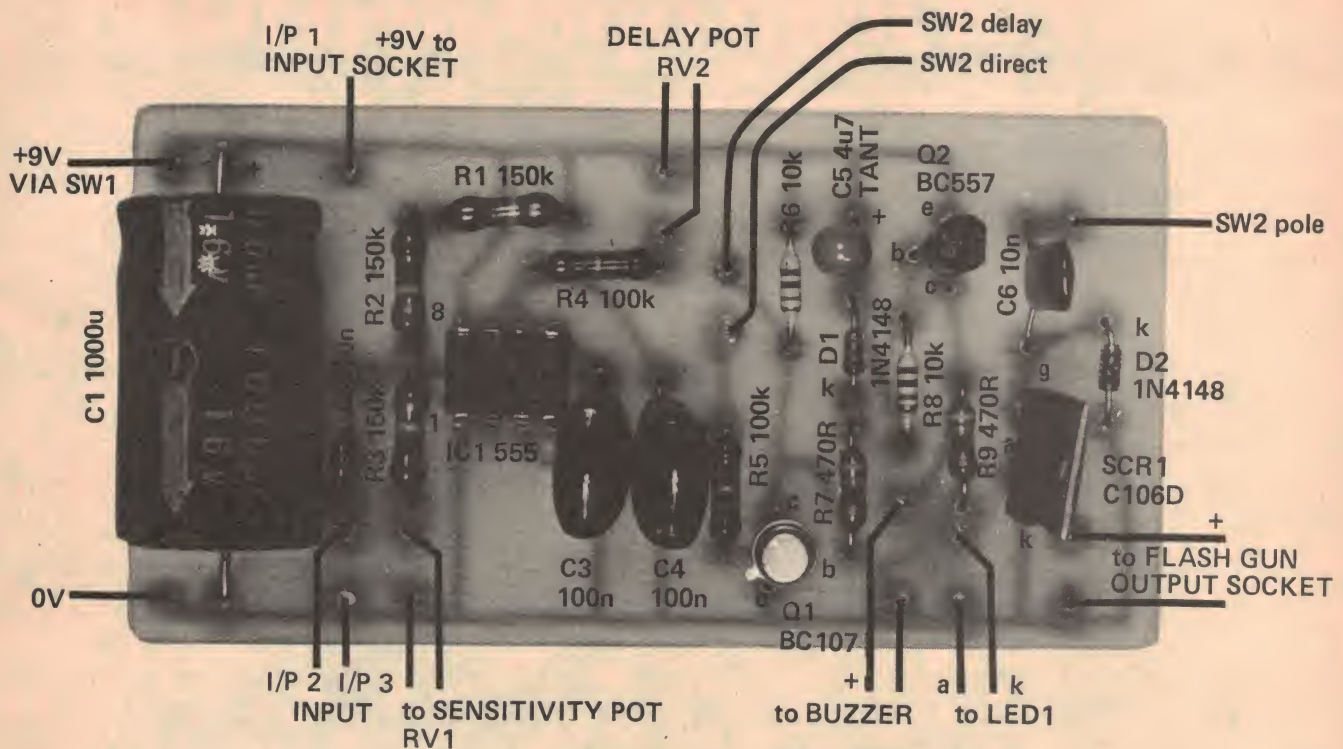 I/P 1 +9V to
INPUT SOCKET
DELAY POT
RV2
SW2 delay
SW2 direct
+9V
VIA SW1
+
R1 150k
R2 150k
R4 100k
R6 10k
C5 4u7
TANT
+
Q2
BC557
e
b
c
SW2 pole
C6 10n
C1 1000u
16V
16V
8
1
R3 150k
IC1 555
D1
1N4148
k
R8 10k
k
D2
1N4148
g
a
k
R5 100k
R7 470R
R9 470R
SCR1
C106D
+
to FLASH GUN
OUTPUT SOCKET
C3
100n
C4
100n
b
Q1
BC107
0V
I/P 2 I/P 3
INPUT
to SENSITIVITY POT
RV1
+
to BUZZER
a k
to LED1